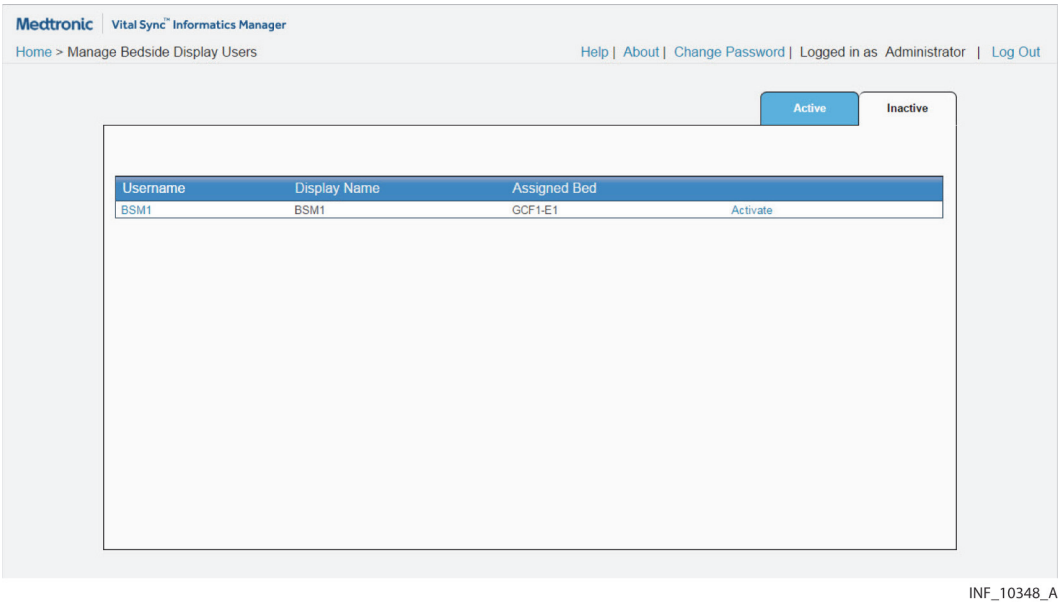 Medtronic Vital Sync™ Informatics Manager
Home > Manage Bedside Display Users Help | About | Change Password | Logged in as Administrator | Log Out
Active Inactive
Username Display Name Assigned Bed
BSM1 BSM1 GCF1-E1 Activate
INF_10348_A